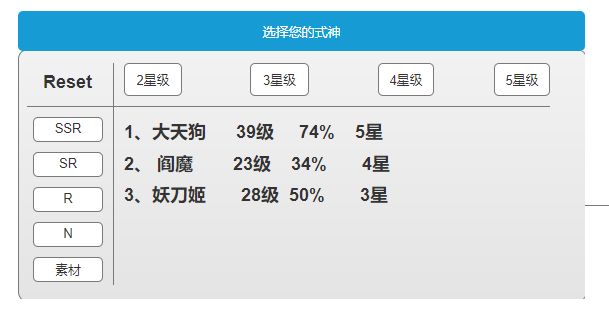 选择您的式神
Reset 2星级 3星级 4星级 5星级
SSR
SR
R
N
素材
1、大天狗 39级 74% 5星
2、 阎魔 23级 34% 4星
3、妖刀姬 28级 50% 3星